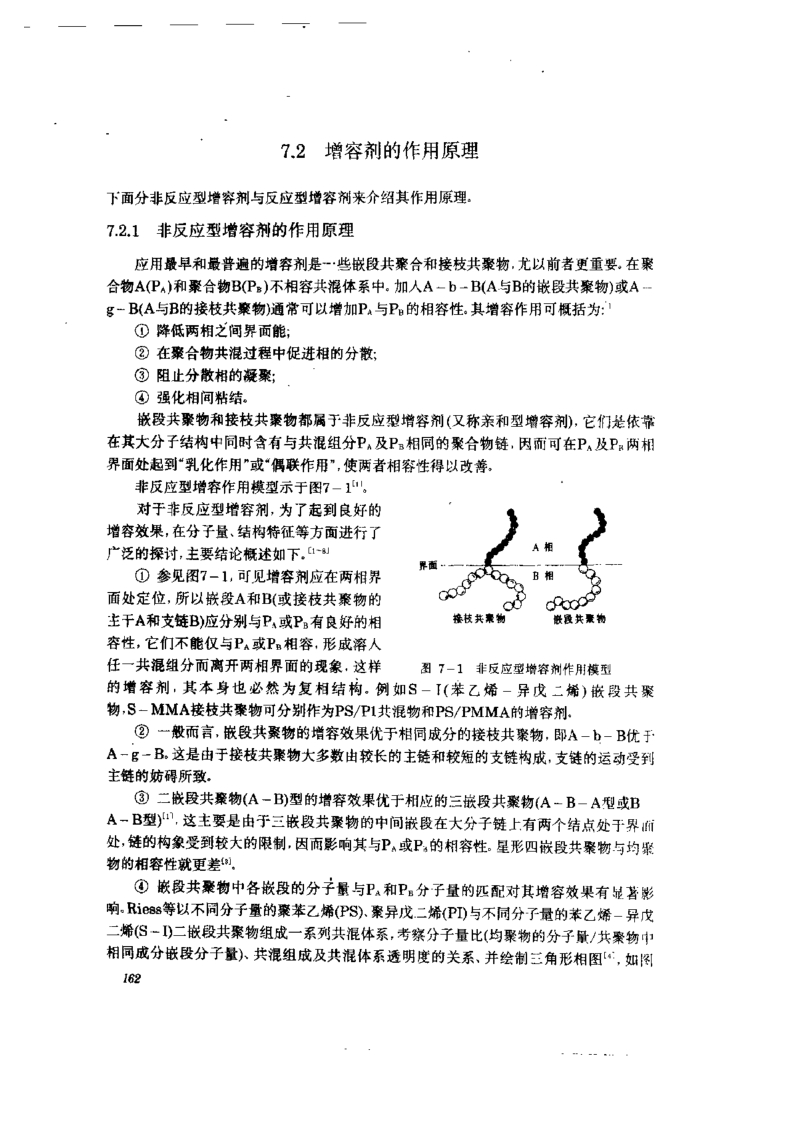 7.2 增容剂的作用原理
下面分非反应型增容剂与反应型增容剂来介绍其作用原理。
7.2.1 非反应型增容剂的作用原理
应用最早和最普遍的增容剂是一些嵌段共聚合和接枝共聚物,尤以前者更重要。在聚
合物A(PA)和聚合物B(PB)不相容共混体系中。加入A-b-B(A与B的嵌段共聚物)或A-
g-B(A与B的接枝共聚物)通常可以增加PA与PB的相容性。其增容作用可概括为:
① 降低两相之间界面能;
② 在聚合物共混过程中促进相的分散;
③ 阻止分散相的凝聚;
④ 强化相间粘结。
嵌段共聚物和接枝共聚物都属于非反应型增容剂(又称亲和型增容剂),它们是依靠
在其大分子结构中同时含有与共混组分PA及PB相同的聚合物链,因而可在PA及PB两相
界面处起到“乳化作用”或“偶联作用”,使两者相容性得以改善。
非反应型增容作用模型示于图7-1[1]。
对于非反应型增容剂,为了起到良好的
增容效果,在分子量、结构特征等方面进行了
广泛的探讨,主要结论概述如下。[1~8]
① 参见图7-1,可见增容剂应在两相界
面处定位,所以嵌段A和B(或接枝共聚物的
主干A和支链B)应分别与PA或PB有良好的相
容性,它们不能仅与PA或PB相容,形成溶入
任一共混组分而离开两相界面的现象,这样
A 相
界面
B 相
接枝共聚物
嵌段共聚物
图 7-1 非反应型增容剂作用模型
的增容剂,其本身也必然为复相结构。例如S-I(苯乙烯-异戊二烯)嵌段共聚
物,S-MMA接枝共聚物可分别作为PS/P1共混物和PS/PMMA的增容剂.
② 一般而言,嵌段共聚物的增容效果优于相同成分的接枝共聚物,即A-b-B优于
A-g-B。这是由于接枝共聚物大多数由较长的主链和较短的支链构成,支链的运动受到
主链的妨碍所致。
③ 二嵌段共聚物(A-B)型的增容效果优于相应的三嵌段共聚物(A-B-A型或B
A-B型)[1],这主要是由于三嵌段共聚物的中间嵌段在大分子链上有两个结点处于界面
处,链的构象受到较大的限制,因而影响其与PA或PB的相容性。星形四嵌段共聚物与均聚
物的相容性就更差[3]。
④ 嵌段共聚物中各嵌段的分子量与PA和PB分子量的匹配对其增容效果有显著影
响。Riess等以不同分子量的聚苯乙烯(PS)、聚异戊二烯(PI)与不同分子量的苯乙烯-异戊
二烯(S-I)二嵌段共聚物组成一系列共混体系,考察分子量比(均聚物的分子量/共聚物中
相同成分嵌段分子量)、共混组成及共混体系透明度的关系、并绘制三角形相图[4],如图
162